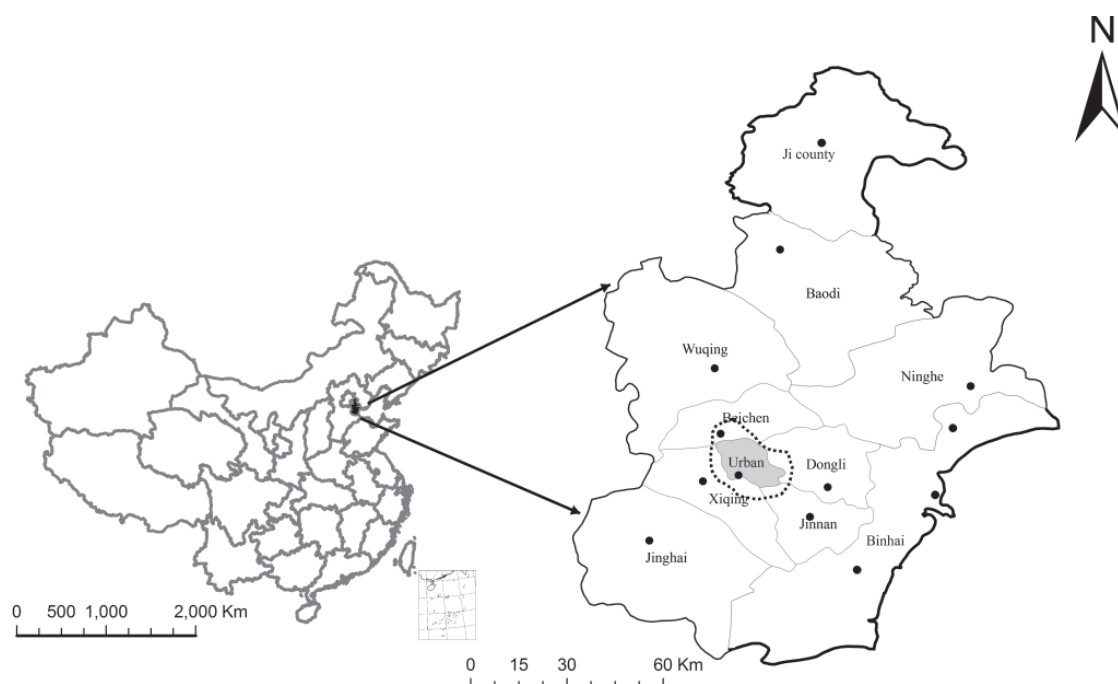 N
Ji county
Baodi
Wuqing
Ninghe
Beichen
Urban
Dongli
Xiqing
Jinnan
Binhai
Jinghai
0 500 1,000 2,000 Km
0 15 30 60 Km